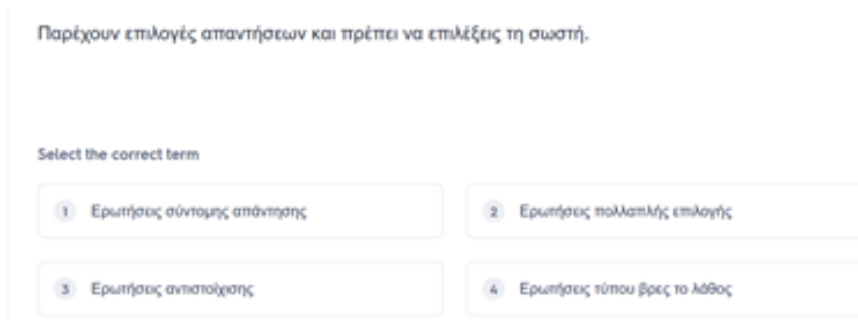 Παρέχουν επιλογές απαντήσεων και πρέπει να επιλέξεις τη σωστή.
Select the correct term
1 Ερωτήσεις σύντομης απάντησης
2 Ερωτήσεις πολλαπλής επιλογής
3 Ερωτήσεις αντιστοίχισης
4 Ερωτήσεις τύπου βρες το λάθος